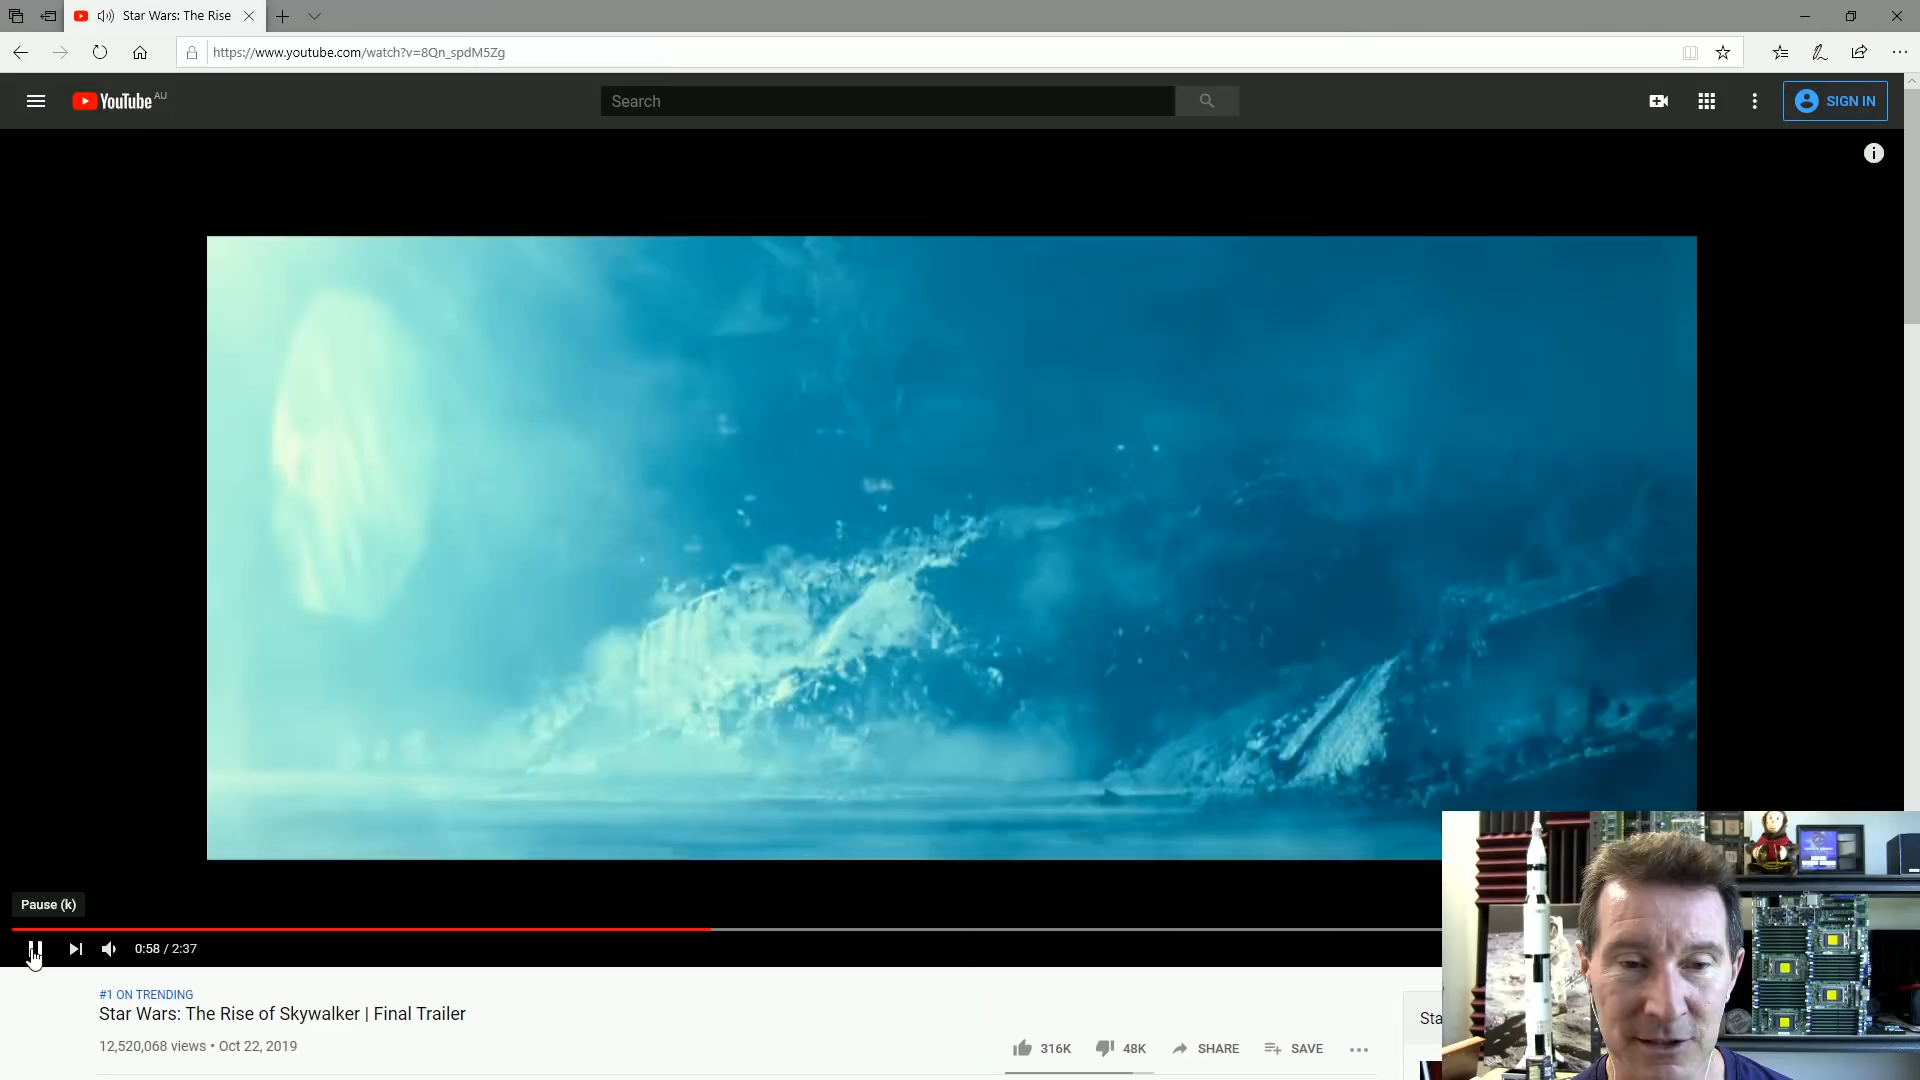 Star Wars: The Rise
https://www.youtube.com/watch?v=8Qn_spdM5Zg
YouTube AU
Search
SIGN IN
Pause (k)
0:58 / 2:37
#1 ON TRENDING
Star Wars: The Rise of Skywalker | Final Trailer
12,520,068 views • Oct 22, 2019
316K
48K
SHARE
SAVE
Sta